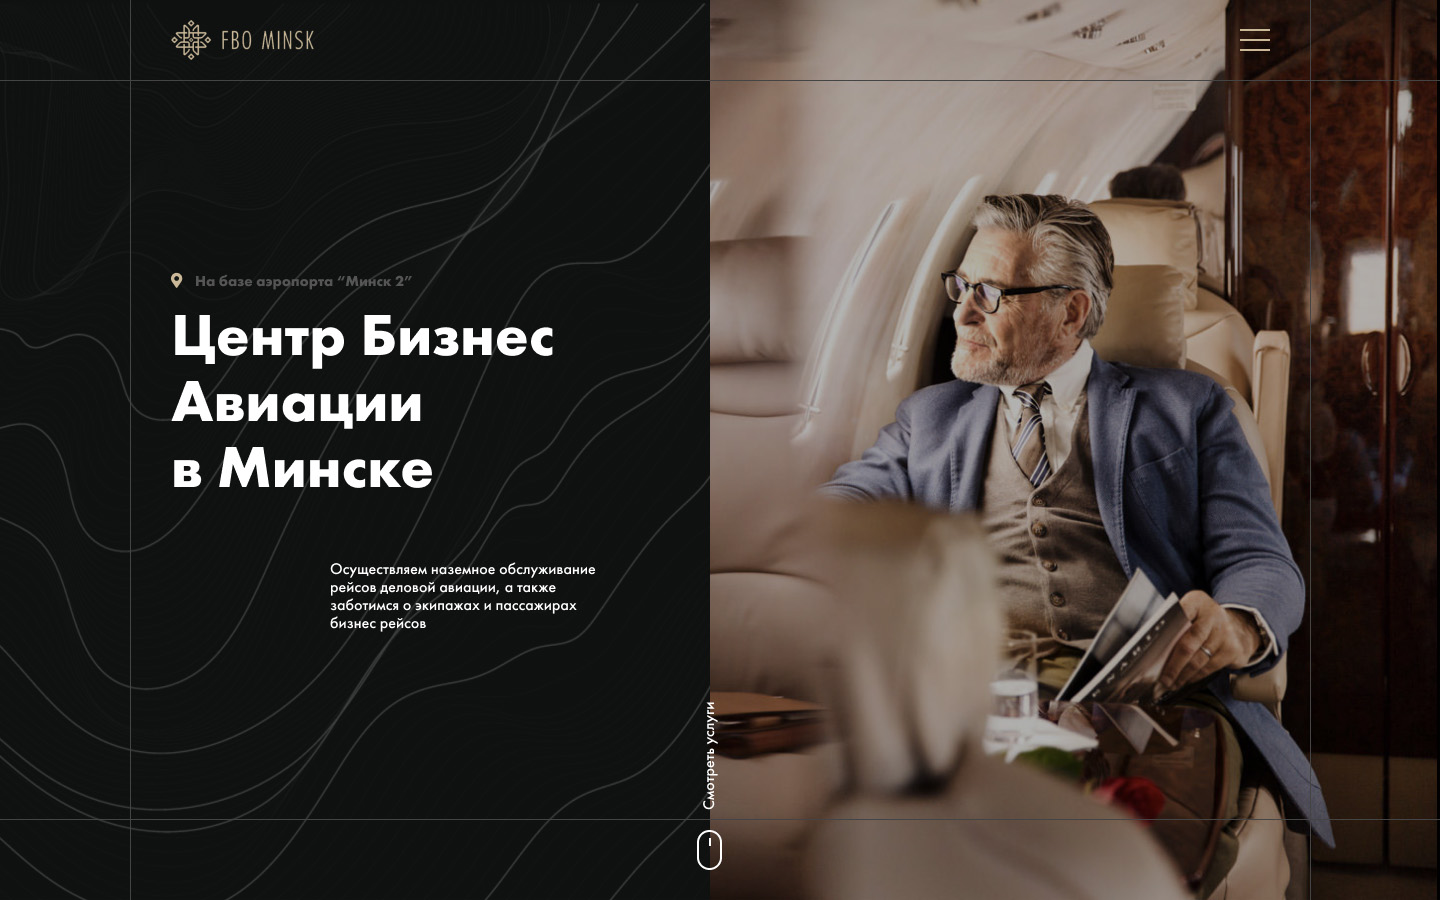 FBO MINSK
На базе аэропорта “Минск 2”
Центр Бизнес
Авиации
в Минске
Осуществляем наземное обслуживание
рейсов деловой авиации, а также
заботимся о экипажах и пассажирах
бизнес рейсов
Смотреть услуги